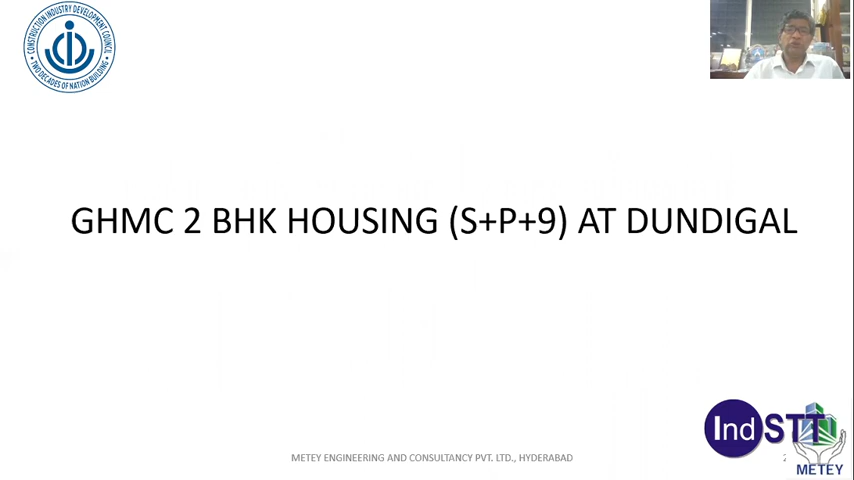 CONSTRUCTION INDUSTRY DEVELOPMENT COUNCIL
TWO DECADES OF NATION BUILDING
GHMC 2 BHK HOUSING (S+P+9) AT DUNDIGAL
METEY ENGINEERING AND CONSULTANCY PVT. LTD., HYDERABAD
IndSTT
METEY